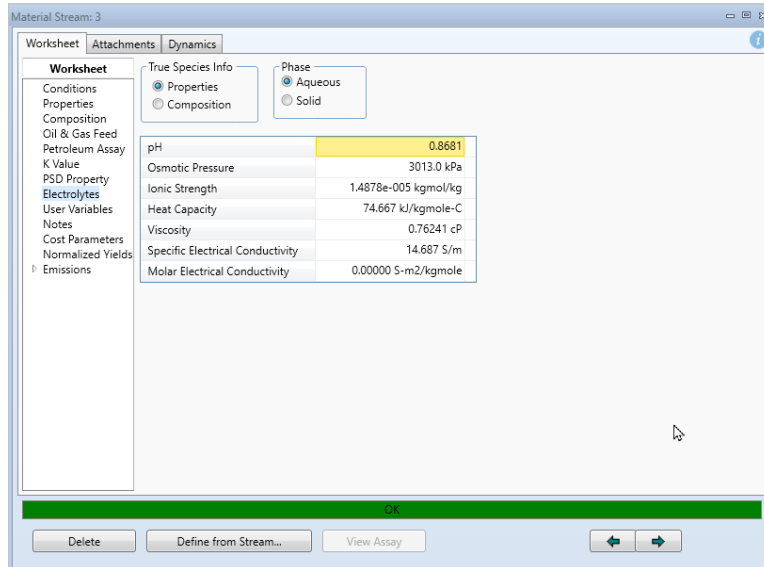 Material Stream: 3
Worksheet Attachments Dynamics
Worksheet
Conditions
Properties
Composition
Oil & Gas Feed
Petroleum Assay
K Value
PSD Property
Electrolytes
User Variables
Notes
Cost Parameters
Normalized Yields
Emissions
True Species Info
Properties
Composition
Phase
Aqueous
Solid
pH 0.8681
Osmotic Pressure 3013.0 kPa
Ionic Strength 1.4878e-005 kgmol/kg
Heat Capacity 74.667 kJ/kgmole-C
Viscosity 0.76241 cP
Specific Electrical Conductivity 14.687 S/m
Molar Electrical Conductivity 0.00000 S-m2/kgmole
OK
Delete Define from Stream... View Assay